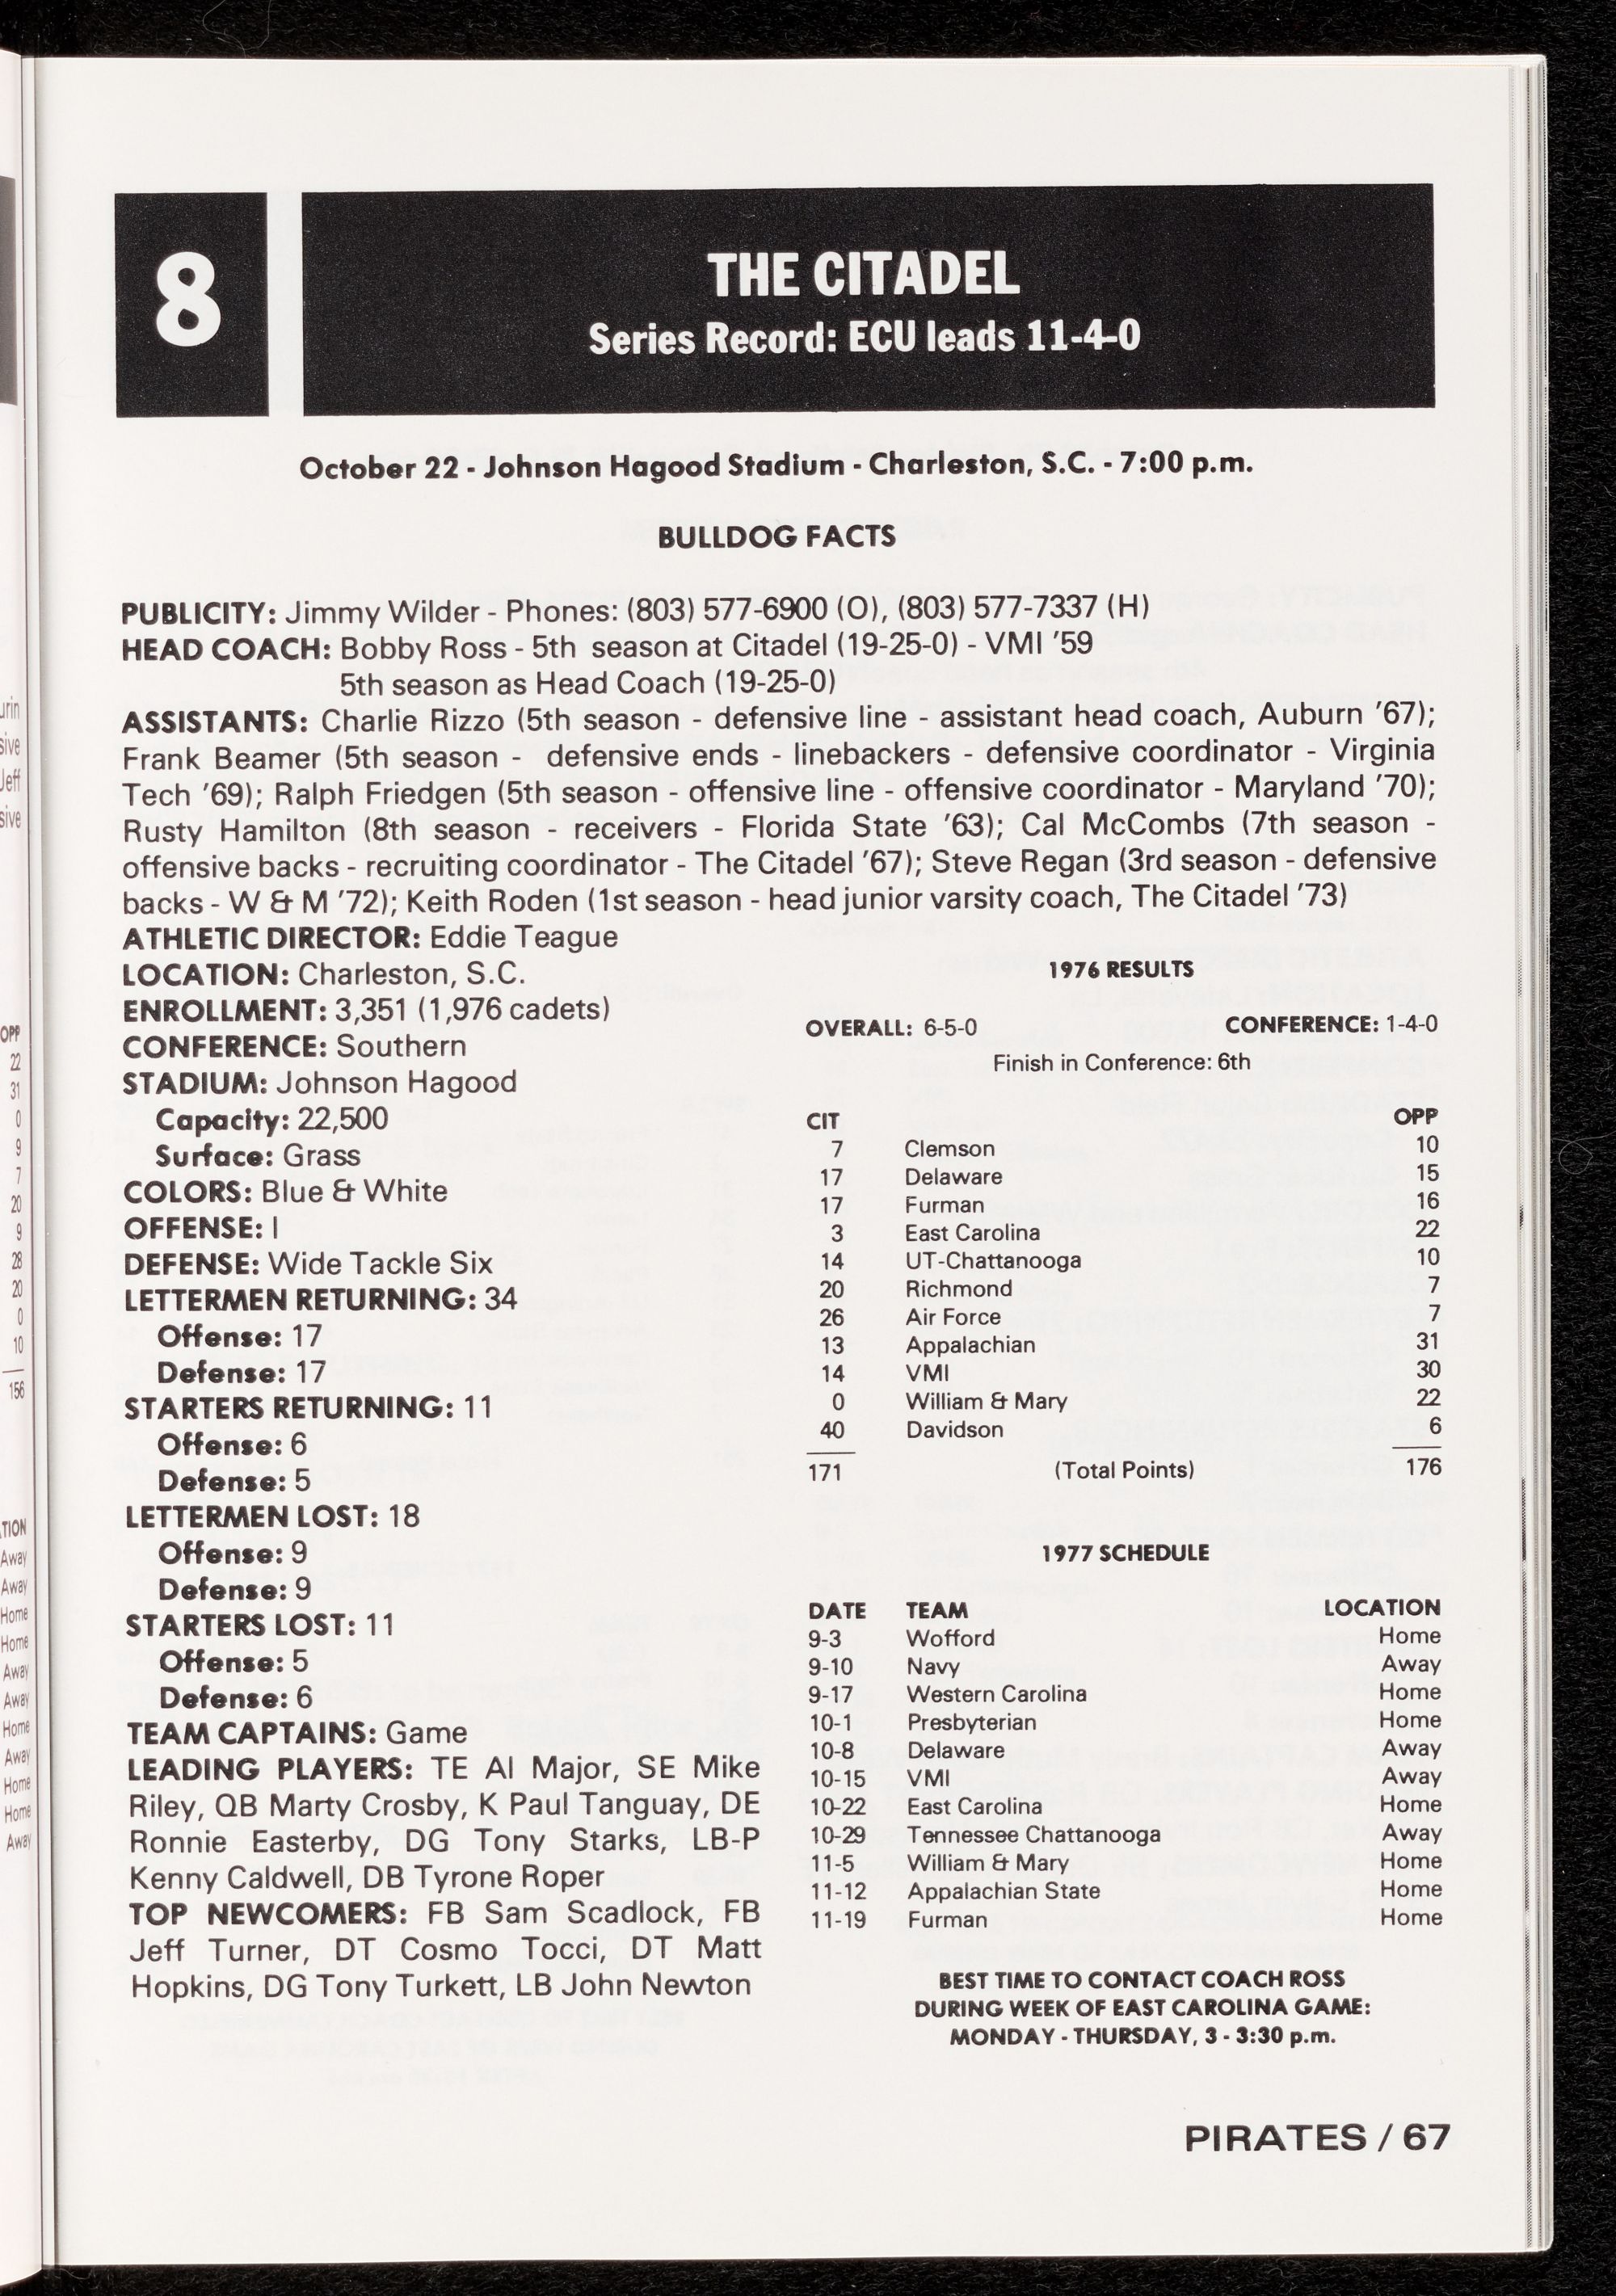 8
THE CITADEL
Series Record: ECU leads 11-4-0
October 22 - Johnson Hagood Stadium - Charleston, S.C. - 7:00 p.m.
BULLDOG FACTS
PUBLICITY: Jimmy Wilder - Phones: (803) 577-6900 (O), (803) 577-7337 (H)
HEAD COACH: Bobby Ross - 5th season at Citadel (19-25-0) - VMI '59
5th season as Head Coach (19-25-0)
ASSISTANTS: Charlie Rizzo (5th season - defensive line - assistant head coach, Auburn '67);
Frank Beamer (5th season - defensive ends - linebackers - defensive coordinator - Virginia
Tech '69); Ralph Friedgen (5th season - offensive line - offensive coordinator - Maryland '70);
Rusty Hamilton (8th season - receivers - Florida State '63); Cal McCombs (7th season -
offensive backs - recruiting coordinator - The Citadel '67); Steve Regan (3rd season - defensive
backs - W & M '72); Keith Roden (1st season - head junior varsity coach, The Citadel '73)
ATHLETIC DIRECTOR: Eddie Teague
LOCATION: Charleston, S.C.
ENROLLMENT: 3,351 (1,976 cadets)
CONFERENCE: Southern
STADIUM: Johnson Hagood
Capacity: 22,500
Surface: Grass
COLORS: Blue & White
OFFENSE: I
DEFENSE: Wide Tackle Six
LETTERMEN RETURNING: 34
Offense: 17
Defense: 17
STARTERS RETURNING: 11
Offense: 6
Defense: 5
LETTERMEN LOST: 18
Offense: 9
Defense: 9
STARTERS LOST: 11
Offense: 5
Defense: 6
TEAM CAPTAINS: Game
LEADING PLAYERS: TE Al Major, SE Mike
Riley, QB Marty Crosby, K Paul Tanguay, DE
Ronnie Easterby, DG Tony Starks, LB-P
Kenny Caldwell, DB Tyrone Roper
TOP NEWCOMERS: FB Sam Scadlock, FB
Jeff Turner, DT Cosmo Tocci, DT Matt
Hopkins, DG Tony Turkett, LB John Newton
1976 RESULTS
OVERALL: 6-5-0 CONFERENCE: 1-4-0
Finish in Conference: 6th
CIT OPP
7 Clemson 10
17 Delaware 15
17 Furman 16
3 East Carolina 22
14 UT-Chattanooga 10
20 Richmond 7
26 Air Force 7
13 Appalachian 31
14 VMI 30
0 William & Mary 22
40 Davidson 6
171 (Total Points) 176
1977 SCHEDULE
DATE TEAM LOCATION
9-3 Wofford Home
9-10 Navy Away
9-17 Western Carolina Home
10-1 Presbyterian Home
10-8 Delaware Away
10-15 VMI Away
10-22 East Carolina Home
10-29 Tennessee Chattanooga Away
11-5 William & Mary Home
11-12 Appalachian State Home
11-19 Furman Home
BEST TIME TO CONTACT COACH ROSS
DURING WEEK OF EAST CAROLINA GAME:
MONDAY - THURSDAY, 3 - 3:30 p.m.
PIRATES / 67